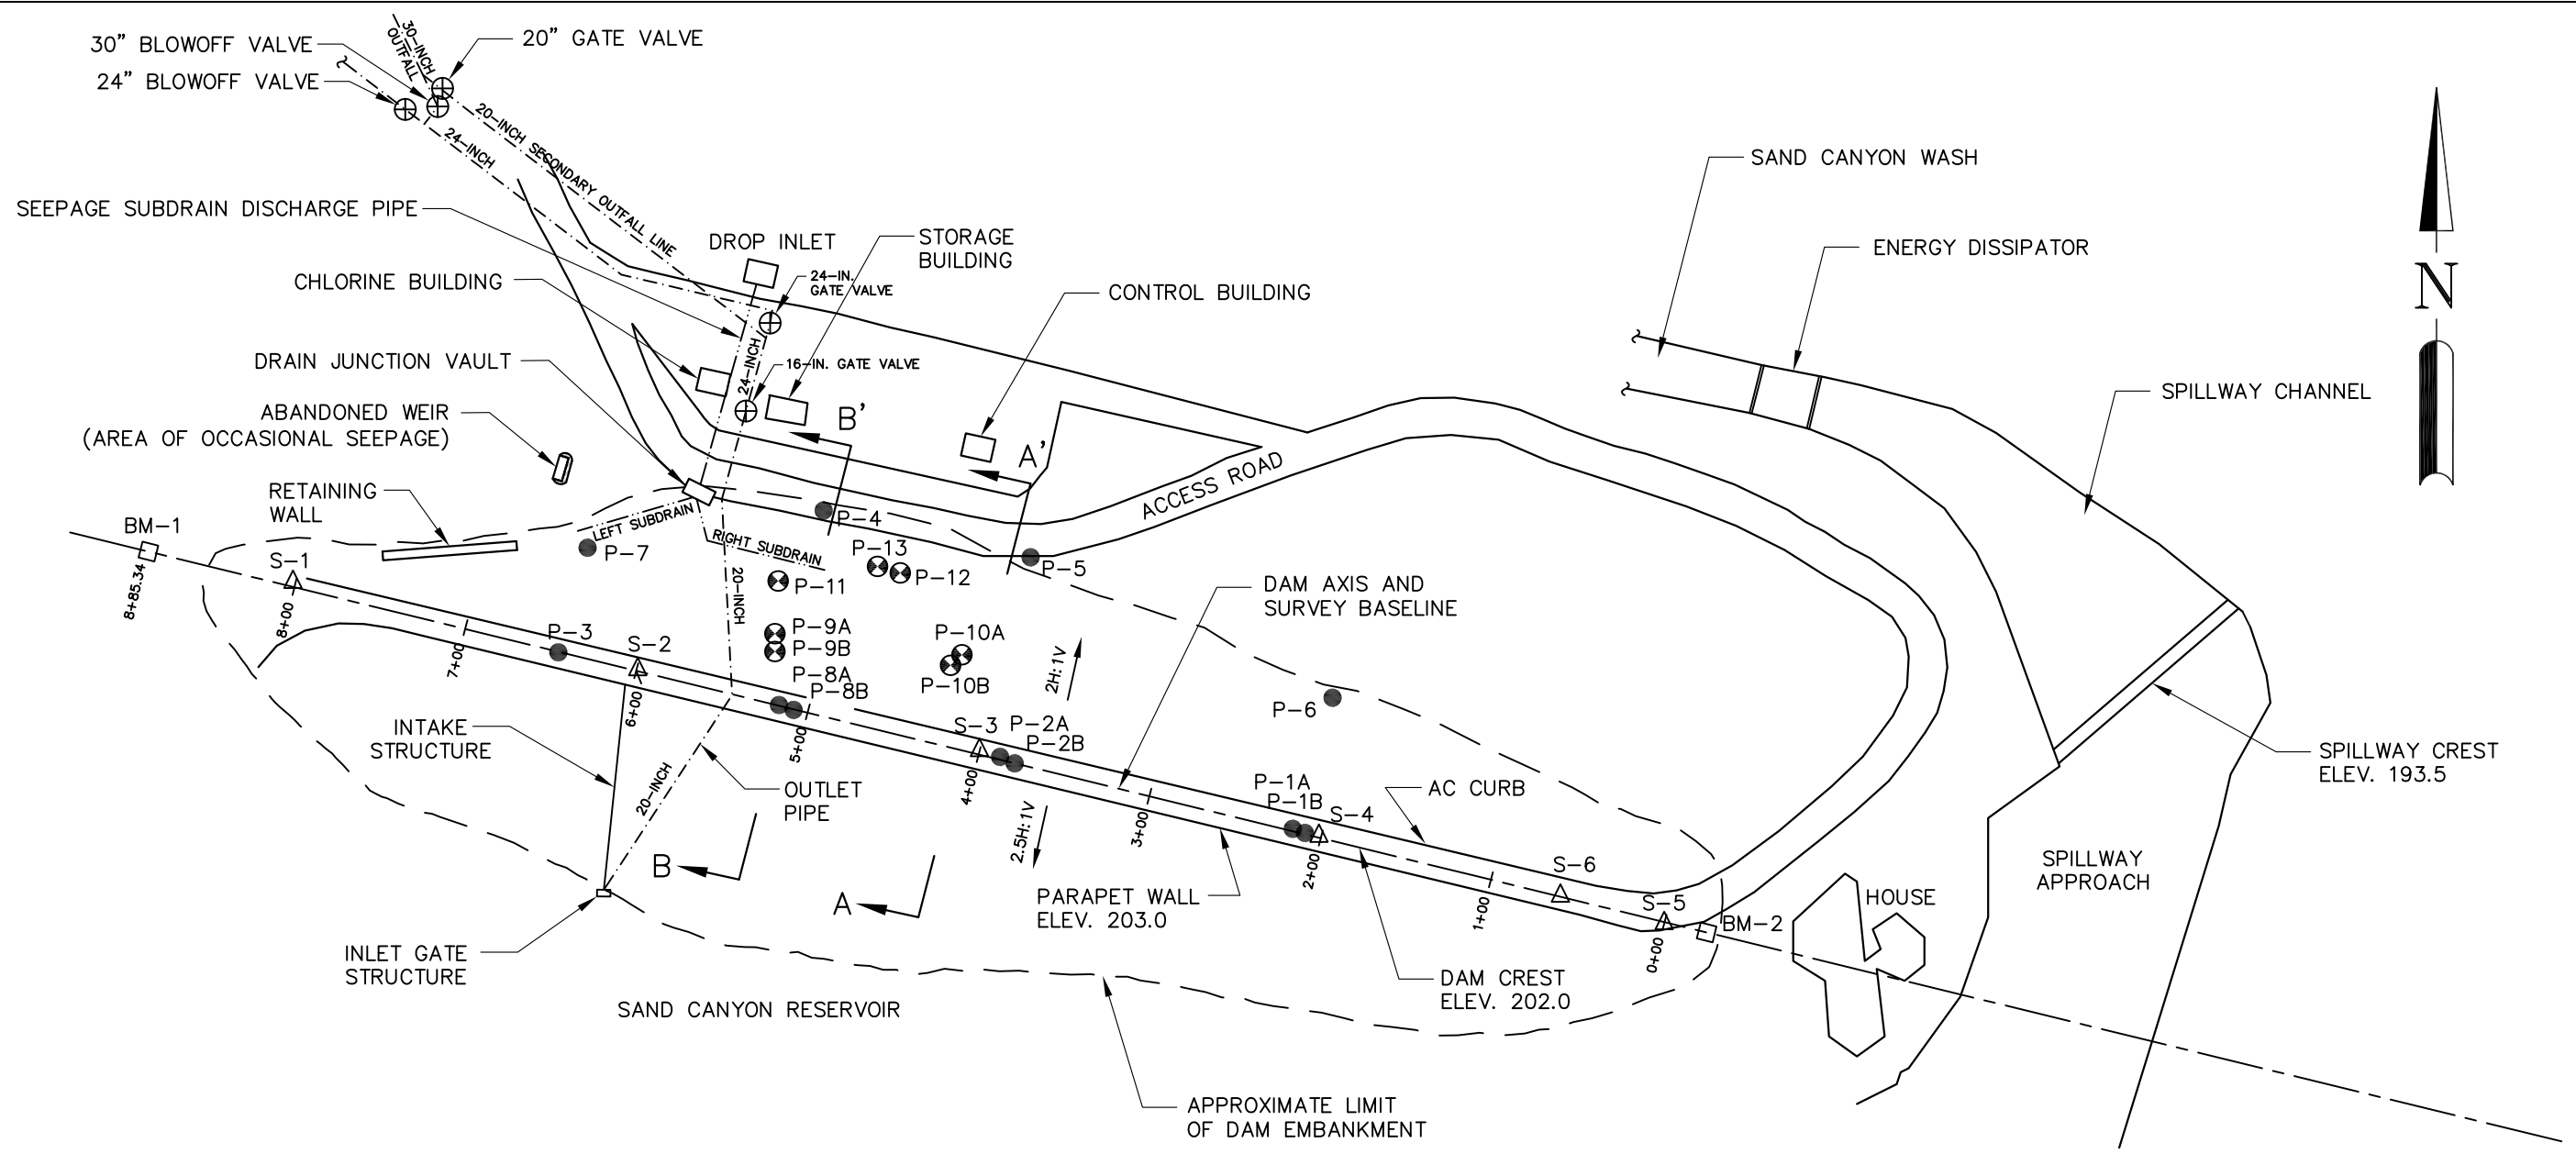 30" BLOWOFF VALVE
24" BLOWOFF VALVE
30-INCH
OUTFALL
20" GATE VALVE
20-INCH SECONDARY OUTFALL LINE
24-INCH
SEEPAGE SUBDRAIN DISCHARGE PIPE
DROP INLET
STORAGE
BUILDING
24-IN.
GATE VALVE
CHLORINE BUILDING
CONTROL BUILDING
DRAIN JUNCTION VAULT
24-INCH
16-IN. GATE VALVE
ABANDONED WEIR
(AREA OF OCCASIONAL SEEPAGE)
B'
A'
ACCESS ROAD
SAND CANYON WASH
ENERGY DISSIPATOR
SPILLWAY CHANNEL
N
RETAINING
WALL
BM-1
8+85.34
S-1
8+00
LEFT SUBDRAIN
P-7
RIGHT SUBDRAIN
P-4
P-13
P-12
P-5
P-11
20-INCH
P-9A
P-9B
P-10A
P-10B
2H:1V
DAM AXIS AND
SURVEY BASELINE
P-3
7+00
S-2
6+00
P-8A
P-8B
5+00
S-3
P-2A
P-2B
4+00
P-6
INTAKE
STRUCTURE
20-INCH
OUTLET
PIPE
2.5H:1V
3+00
P-1A
P-1B
S-4
2+00
AC CURB
SPILLWAY CREST
ELEV. 193.5
B
A
PARAPET WALL
ELEV. 203.0
1+00
S-6
S-5
0+00
BM-2
HOUSE
SPILLWAY
APPROACH
INLET GATE
STRUCTURE
DAM CREST
ELEV. 202.0
SAND CANYON RESERVOIR
APPROXIMATE LIMIT
OF DAM EMBANKMENT